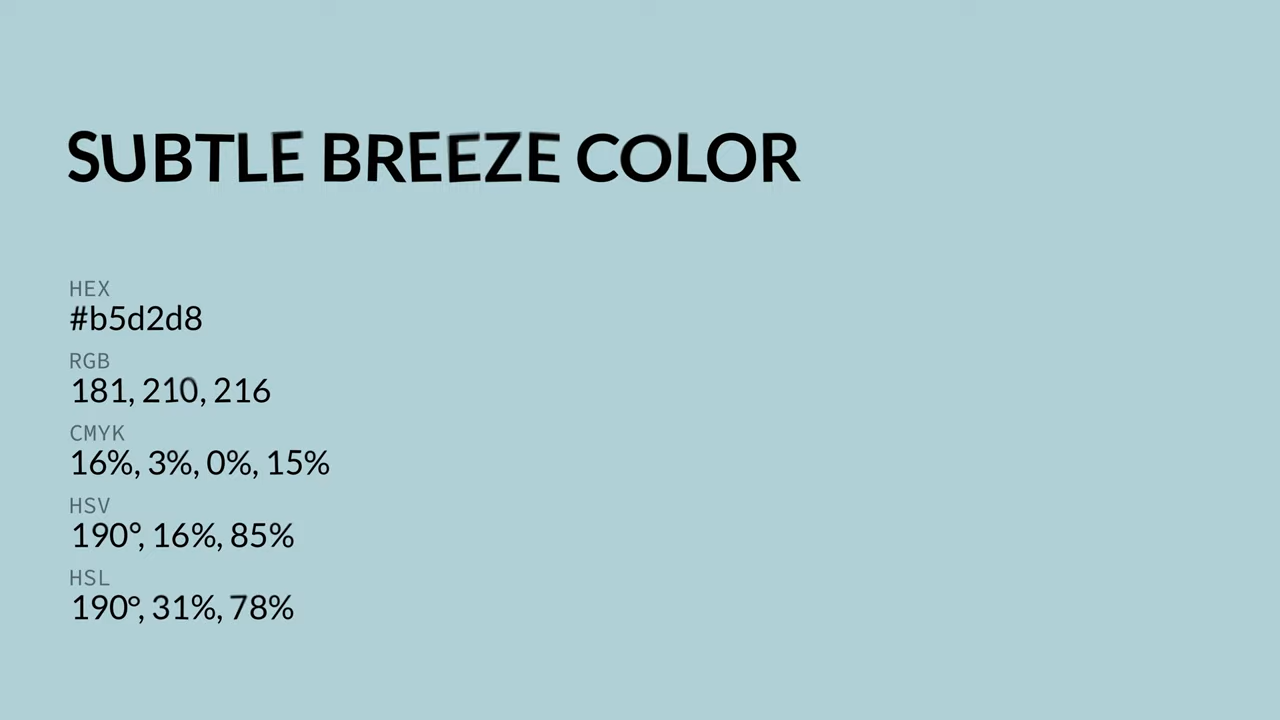 SUBTLE BREEZE COLOR
HEX
#b5d2d8
RGB
181, 210, 216
CMYK
16%, 3%, 0%, 15%
HSV
190°, 16%, 85%
HSL
190°, 31%, 78%